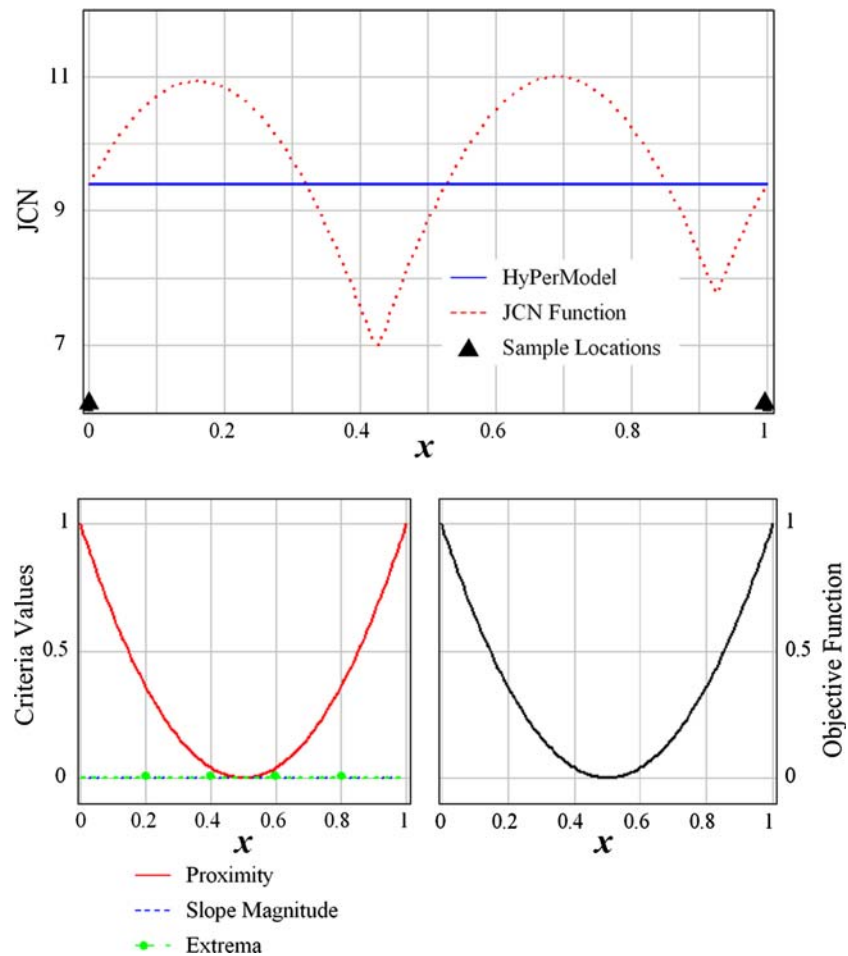 11
9
7
JCN
HyPerModel
JCN Function
Sample Locations
0 0.2 0.4 0.6 0.8 1
x
1
0.5
0
Criteria Values
0 0.2 0.4 0.6 0.8 1
x
1
0.5
0
Objective Function
0 0.2 0.4 0.6 0.8 1
x
Proximity
Slope Magnitude
Extrema